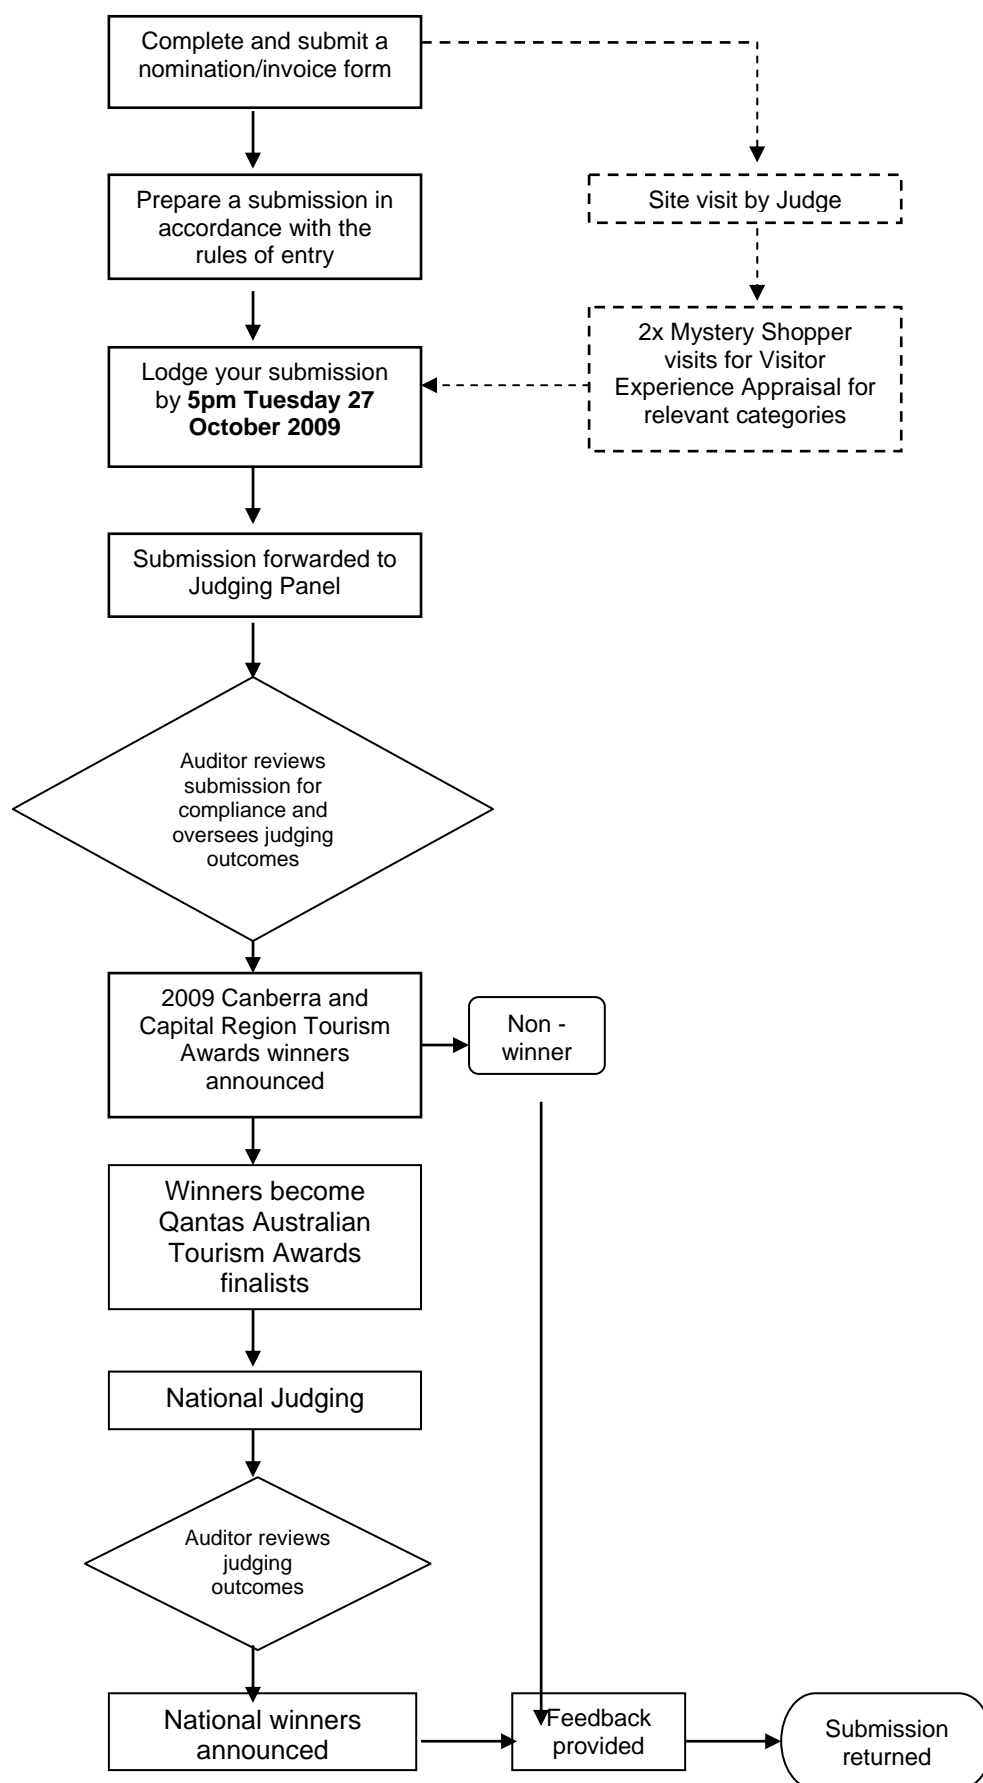 Complete and submit a
nomination/invoice form
Prepare a submission in
accordance with the
rules of entry
Site visit by Judge
2x Mystery Shopper
visits for Visitor
Experience Appraisal for
relevant categories
Lodge your submission
by 5pm Tuesday 27
October 2009
Submission forwarded to
Judging Panel
Auditor reviews
submission for
compliance and
oversees judging
outcomes
2009 Canberra and
Capital Region Tourism
Awards winners
announced
Non -
winner
Winners become
Qantas Australian
Tourism Awards
finalists
National Judging
Auditor reviews
judging
outcomes
National winners
announced
Feedback
provided
Submission
returned